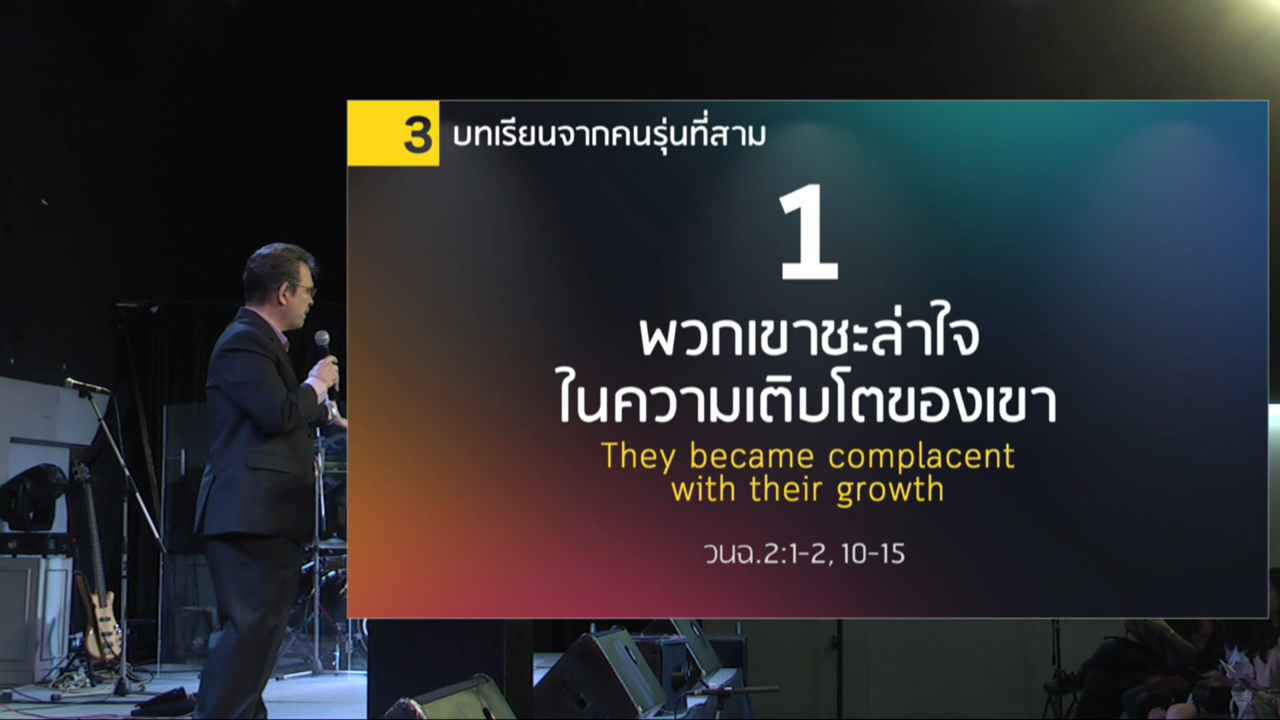 3 บทเรียนจากคนรุ่นที่สาม
1
พวกเขาชะล่าใจ
ในความเติบโตของเขา
They became complacent
with their growth
วนฉ.2:1-2, 10-15